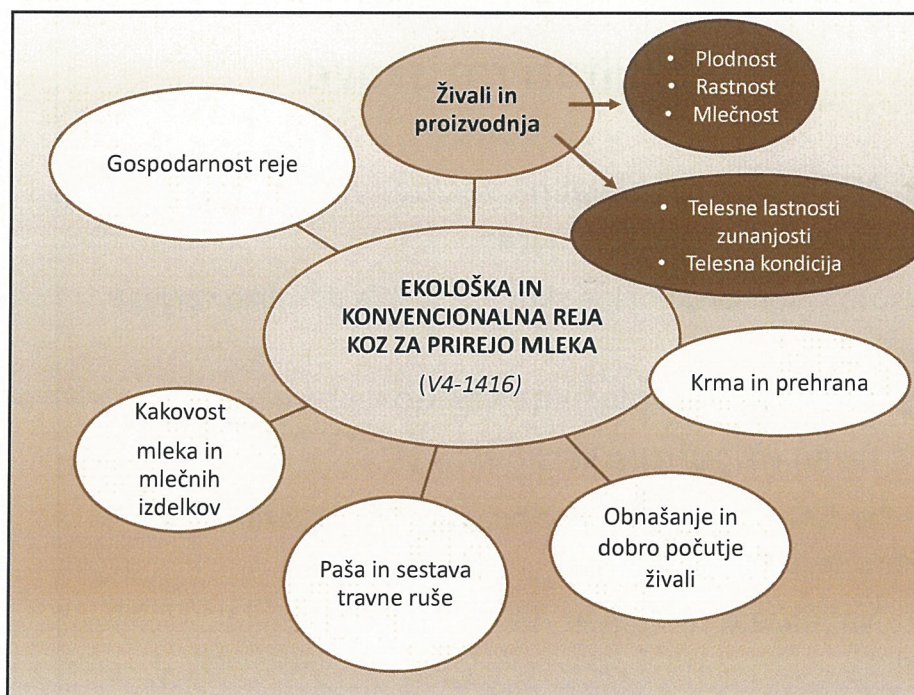 Živali in
proizvodnja
• Plodnost
• Rastnost
• Mlečnost
• Telesne lastnosti
zunanjosti
• Telesna kondicija
Gospodarnost reje
EKOLOŠKA IN
KONVENCIONALNA REJA
KOZ ZA PRIREJO MLEKA
(V4-1416)
Krma in prehrana
Kakovost
mleka in
mlečnih
izdelkov
Obnašanje in
dobro počutje
živali
Paša in sestava
travne ruše